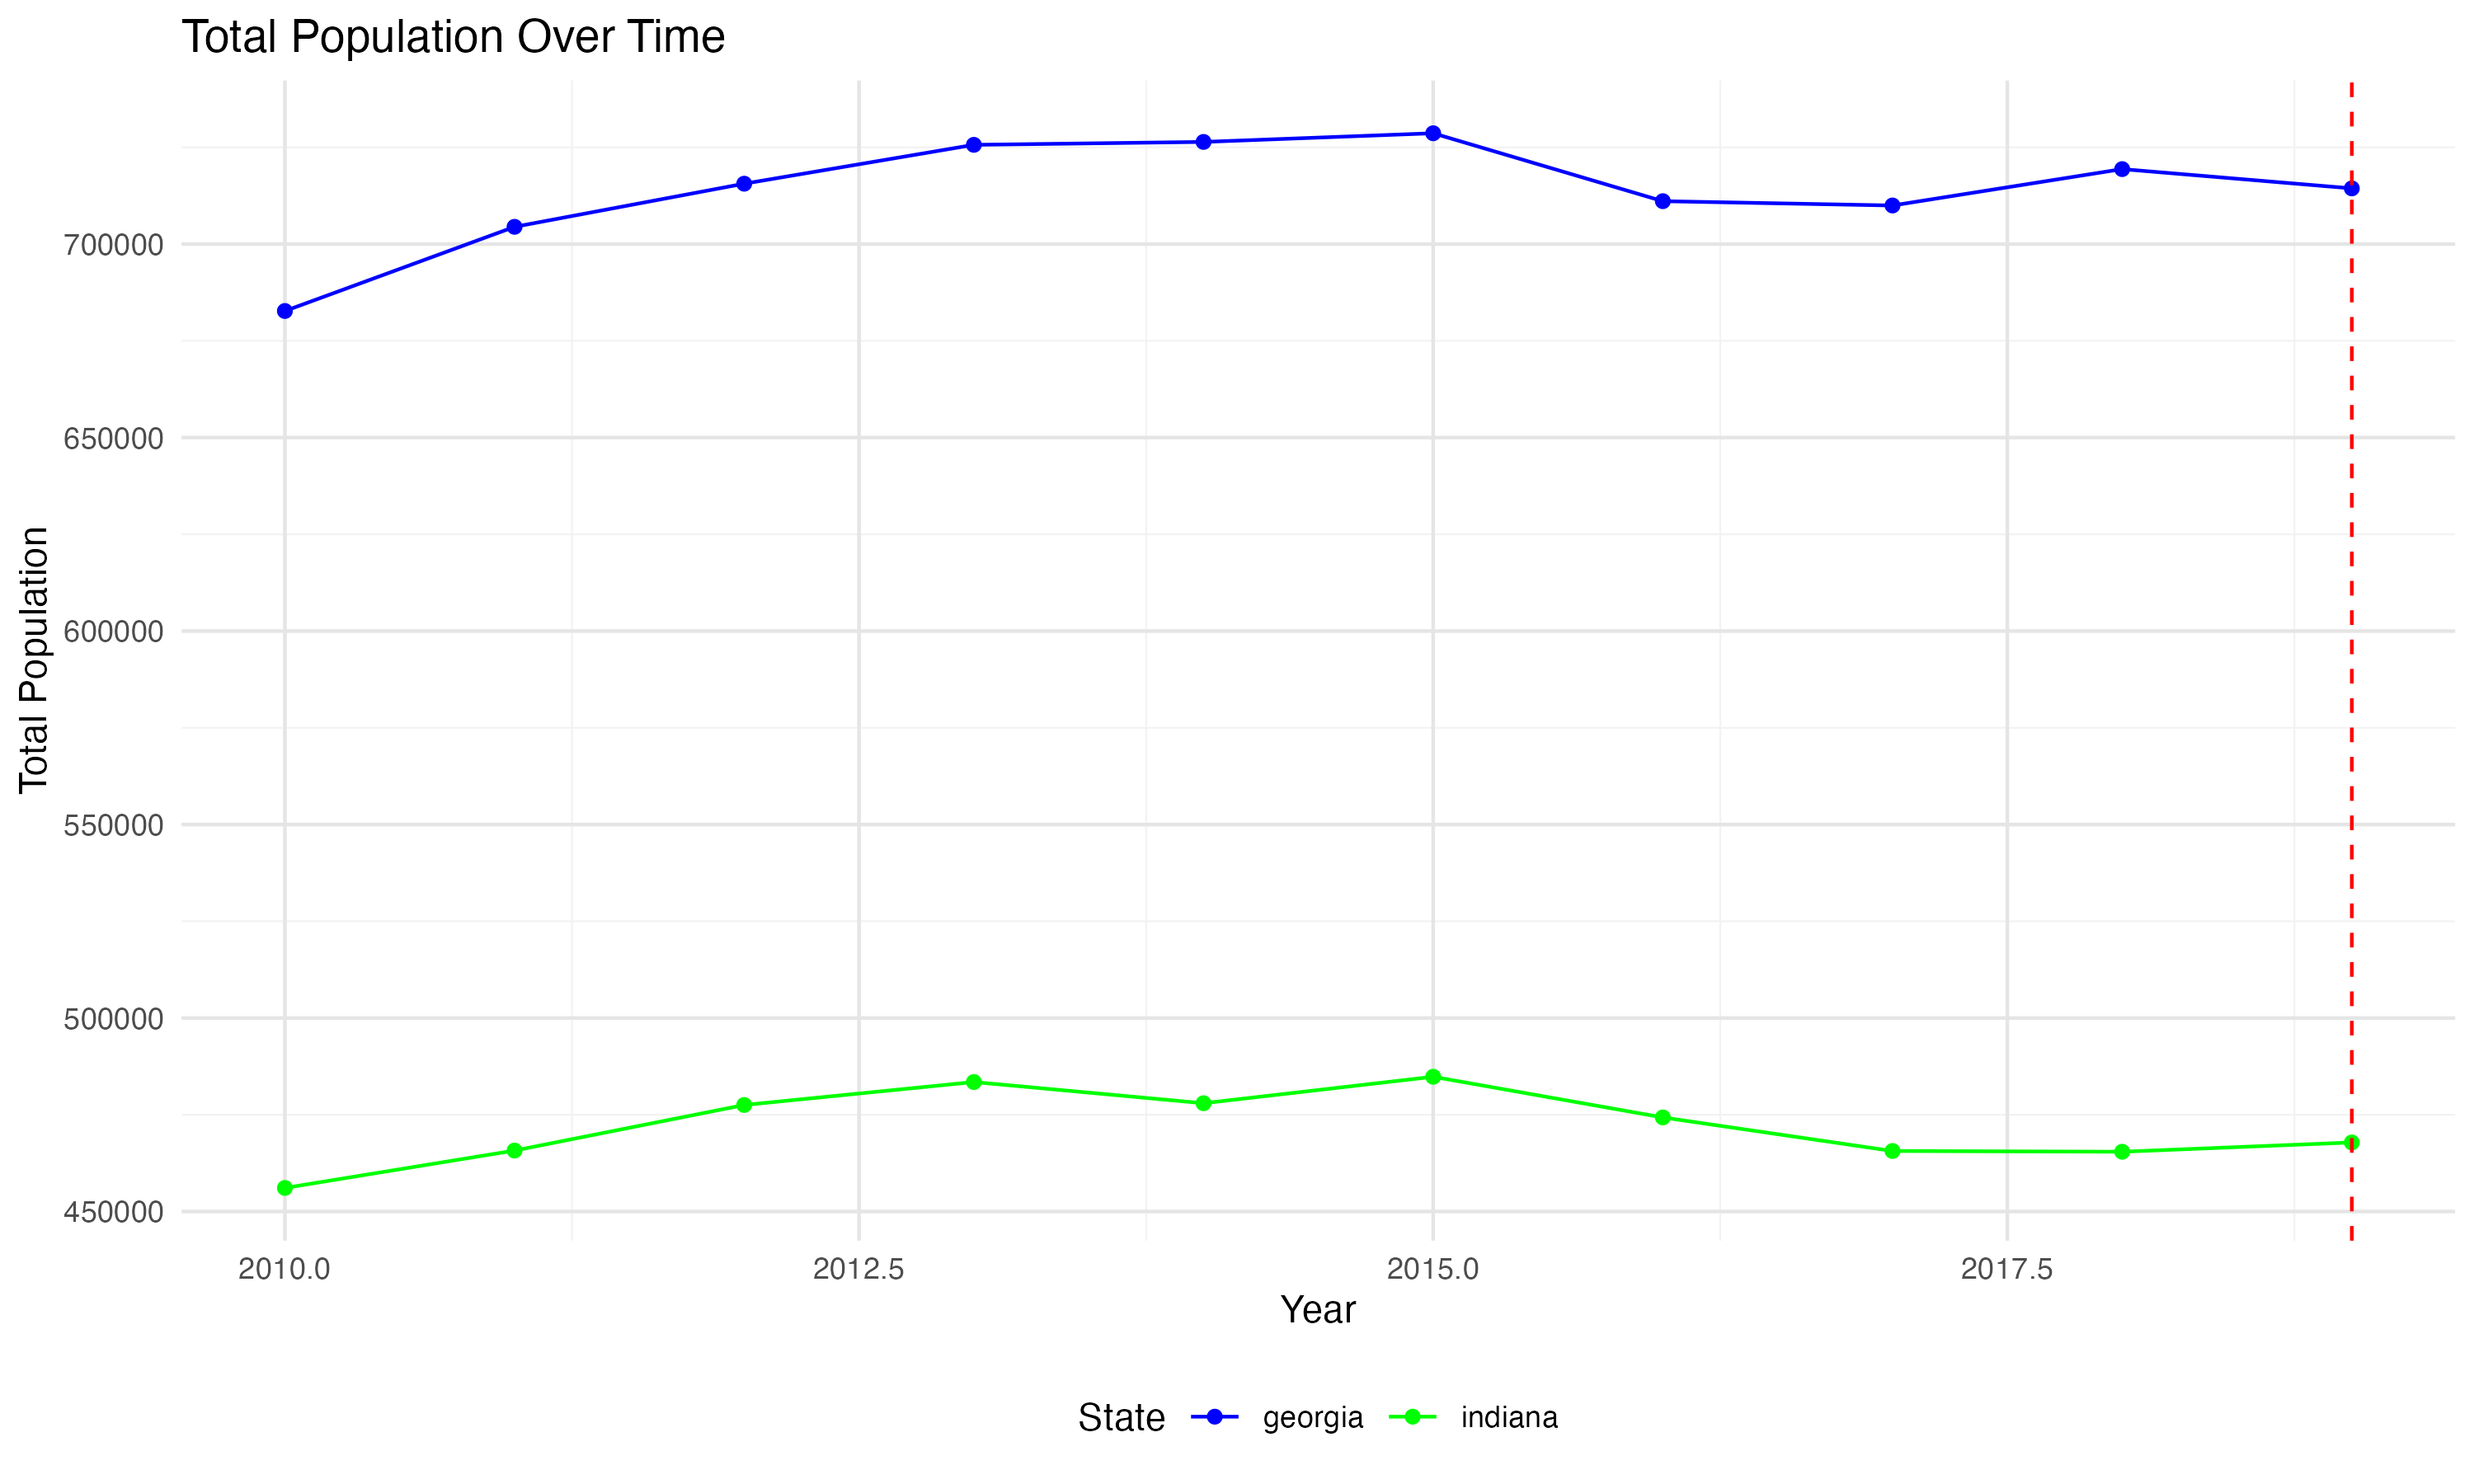 Total Population Over Time
Total Population
700000
650000
600000
550000
500000
450000
2010.0 2012.5 2015.0 2017.5
Year
State georgia indiana